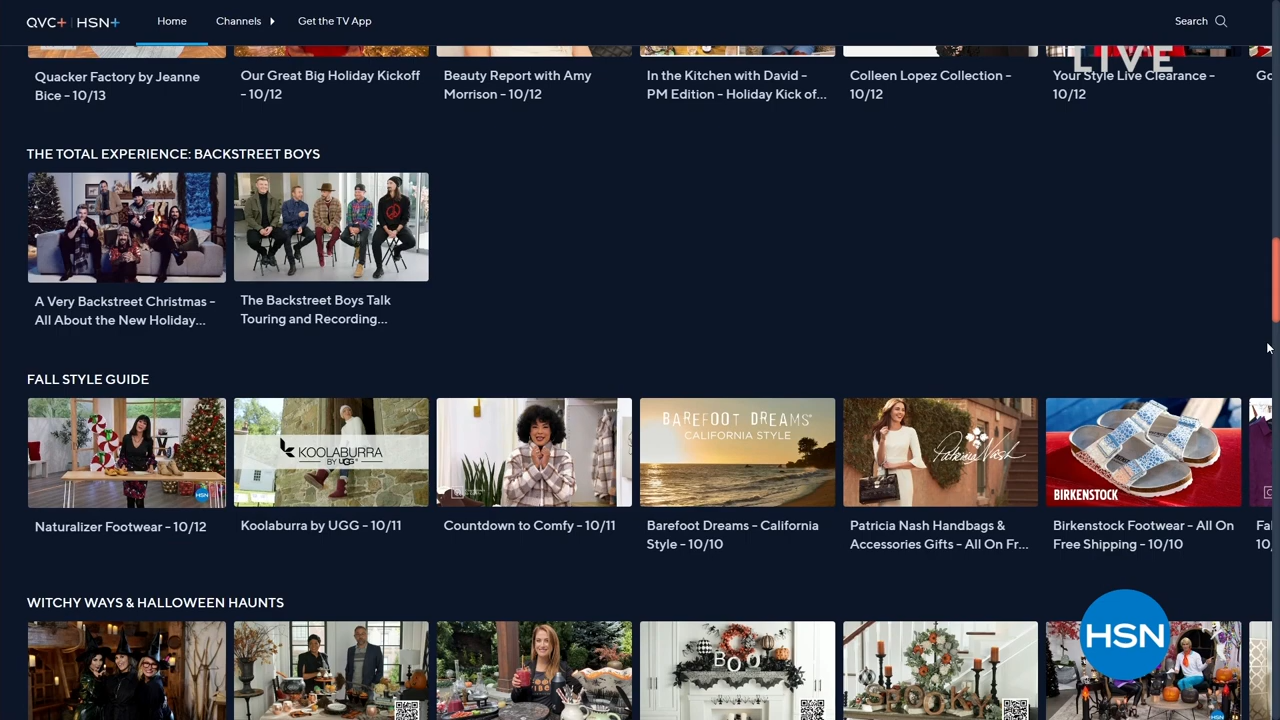 QVC+ | HSN+
Home
Channels
Get the TV App
Search
LIVE
Quacker Factory by Jeanne
Bice - 10/13
Our Great Big Holiday Kickoff
- 10/12
Beauty Report with Amy
Morrison - 10/12
In the Kitchen with David -
PM Edition - Holiday Kick of...
Colleen Lopez Collection -
10/12
Your Style Live Clearance -
10/12
Go
THE TOTAL EXPERIENCE: BACKSTREET BOYS
A Very Backstreet Christmas -
All About the New Holiday...
The Backstreet Boys Talk
Touring and Recording...
FALL STYLE GUIDE
HSN
KOOLABURRA
BY UGG
BAREFOOT DREAMS
CALIFORNIA STYLE
Patricia Nash
BIRKENSTOCK
Naturalizer Footwear - 10/12
Koolaburra by UGG - 10/11
Countdown to Comfy - 10/11
Barefoot Dreams - California
Style - 10/10
Patricia Nash Handbags &
Accessories Gifts - All On Fr...
Birkenstock Footwear - All On
Free Shipping - 10/10
Fal
10/
WITCHY WAYS & HALLOWEEN HAUNTS
BOO
SPOOKY
HSN